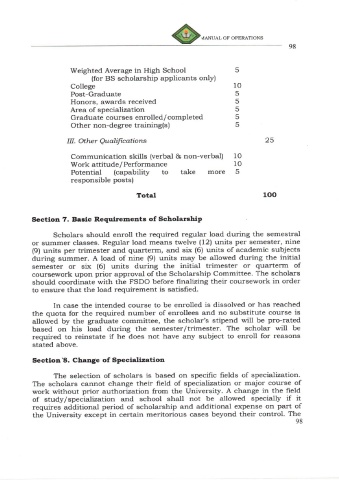 MANUAL OF OPERATIONS
98
Weighted Average in High School 5
(for BS scholarship applicants only)
College 10
Post-Graduate 5
Honors, awards received 5
Area of specialization 5
Graduate courses enrolled/completed 5
Other non-degree training(s) 5
III. Other Qualifications 25
Communication skills (verbal & non-verbal) 10
Work attitude/Performance 10
Potential (capability to take more 5
responsible posts)
Total 100
Section 7. Basic Requirements of Scholarship
Scholars should enroll the required regular load during the semestral
or summer classes. Regular load means twelve (12) units per semester, nine
(9) units per trimester and quarterm, and six (6) units of academic subjects
during summer. A load of nine (9) units may be allowed during the initial
semester or six (6) units during the initial trimester or quarterm of
coursework upon prior approval of the Scholarship Committee. The scholars
should coordinate with the FSDO before finalizing their coursework in order
to ensure that the load requirement is satisfied.
In case the intended course to be enrolled is dissolved or has reached
the quota for the required number of enrollees and no substitute course is
allowed by the graduate committee, the scholar's stipend will be pro-rated
based on his load during the semester/trimester. The scholar will be
required to reinstate if he does not have any subject to enroll for reasons
stated above.
Section 8. Change of Specialization
The selection of scholars is based on specific fields of specialization.
The scholars cannot change their field of specialization or major course of
work without prior authorization from the University. A change in the field
of study/specialization and school shall not be allowed specially if it
requires additional period of scholarship and additional expense on part of
the University except in certain meritorious cases beyond their control. The
98